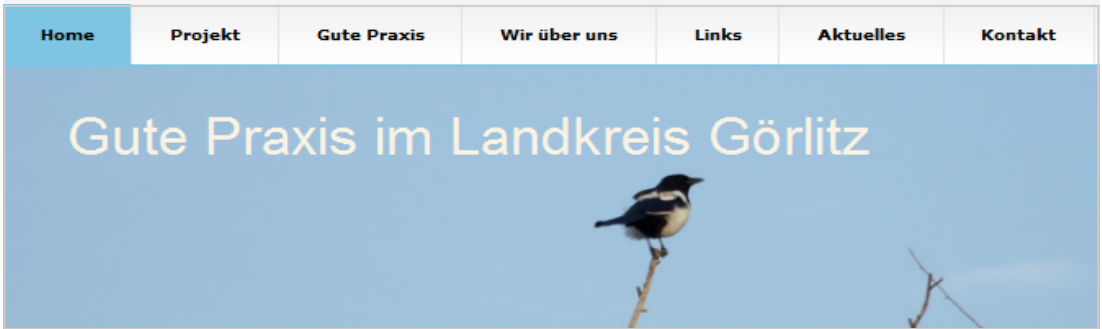 Home Projekt Gute Praxis Wir über uns Links Aktuelles Kontakt
Gute Praxis im Landkreis Görlitz